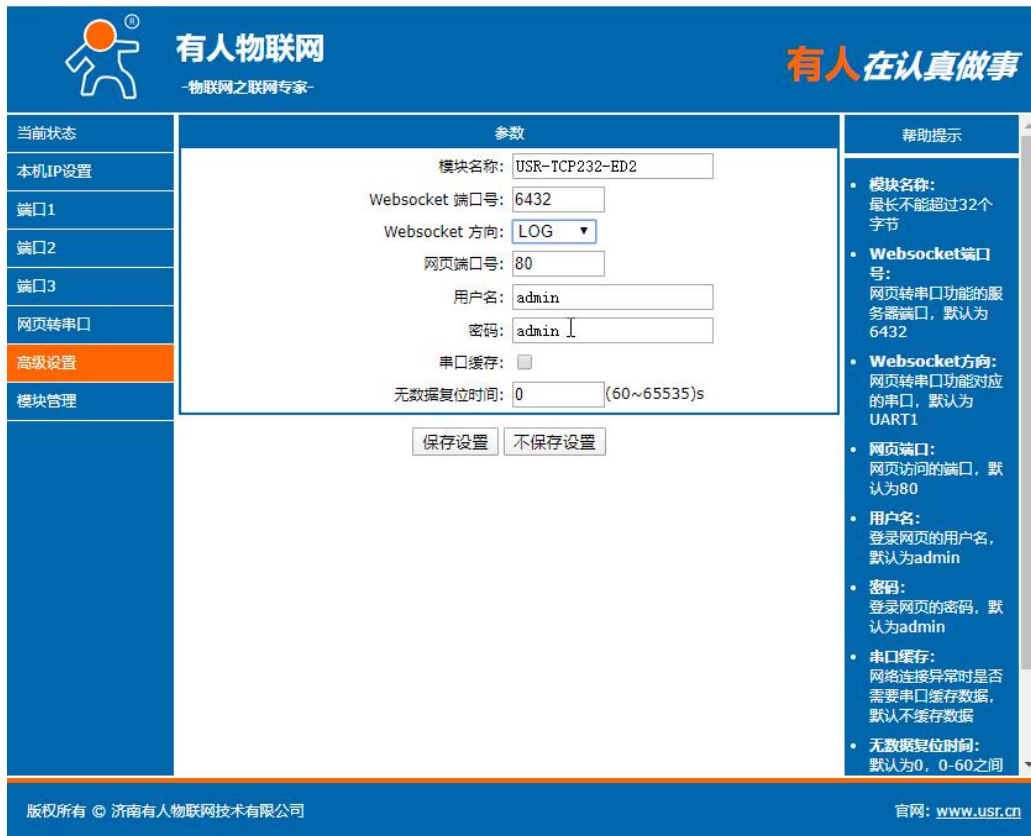 ®
有人物联网
-物联网之联网专家-
有人在认真做事
当前状态
本机IP设置
端口1
端口2
端口3
网页转串口
高级设置
模块管理
参数
模块名称: USR-TCP232-ED2
Websocket 端口号: 6432
Websocket 方向: LOG
网页端口号: 80
用户名: admin
密码: admin
串口缓存:
无数据复位时间: 0 (60~65535)s
保存设置 不保存设置
帮助提示
• 模块名称:
最长不能超过32个
字节
• Websocket端口
号:
网页转串口功能的服
务器端口，默认为
6432
• Websocket方向:
网页转串口功能对应
的串口，默认为
UART1
• 网页端口:
网页访问的端口，默
认为80
• 用户名:
登录网页的用户名，
默认为admin
• 密码:
登录网页的密码，默
认为admin
• 串口缓存:
网络连接异常时是否
需要串口缓存数据，
默认不缓存数据
• 无数据复位时间:
默认为0，0-60之间
版权所有 © 济南有人物联网技术有限公司
官网: www.usr.cn